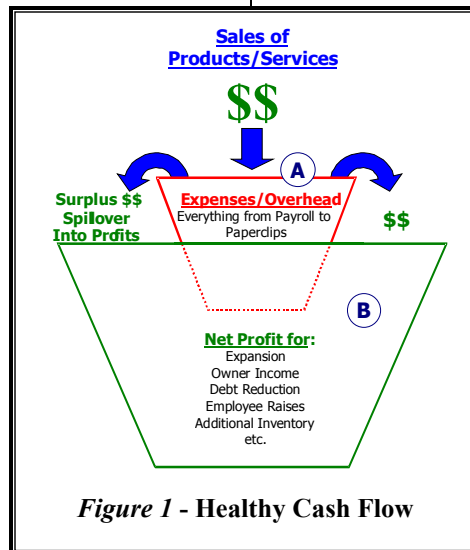 Sales of
Products/Services
$$
A
Surplus $$
Spillover
Into Profits
Expenses/Overhead
Everything from Payroll to
Paperclips
$$
B
Net Profit for:
Expansion
Owner Income
Debt Reduction
Employee Raises
Additional Inventory
etc.
Figure 1 - Healthy Cash Flow